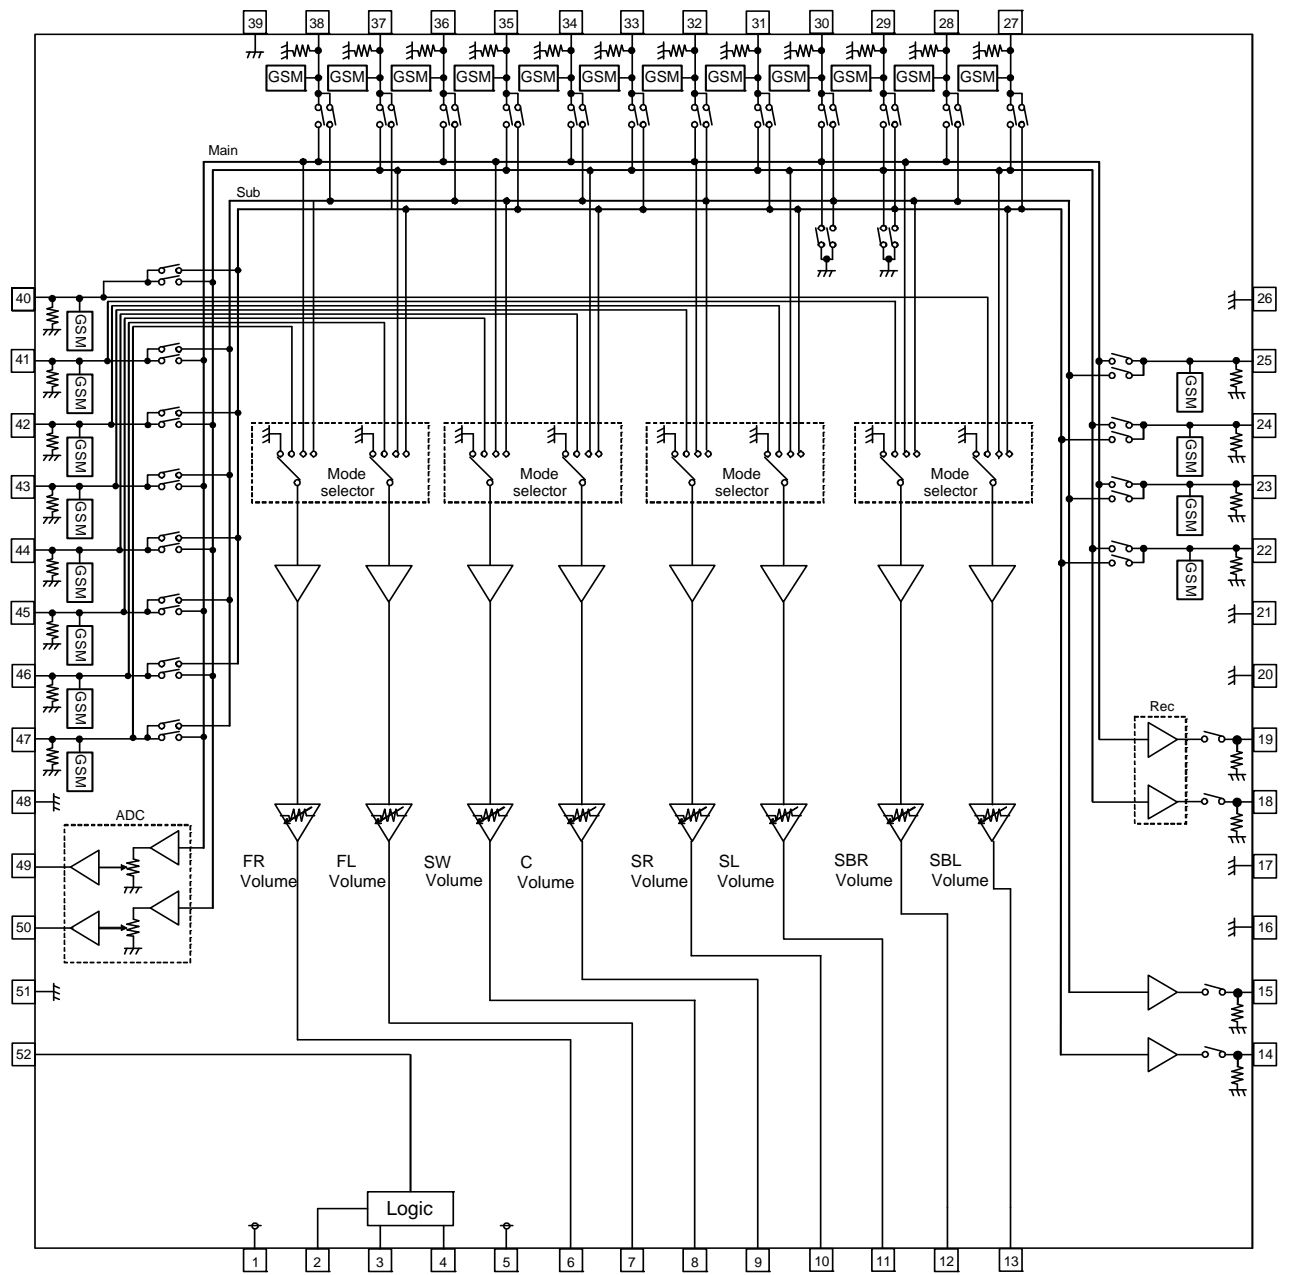 39 38 37 36 35 34 33 32 31 30 29 28 27
GSM GSM GSM GSM GSM GSM GSM GSM GSM GSM GSM GSM
Main
Sub
40 26
GSM
41 25
GSM GSM
42 24
GSM GSM
Mode selector
Mode selector
Mode selector
Mode selector
43 23
GSM GSM
44 22
GSM GSM
45 21
GSM
46 20
GSM
Rec
47 19
GSM
48 18
ADC
49 17
FR Volume
FL Volume
SW Volume
C Volume
SR Volume
SL Volume
SBR Volume
SBL Volume
50 16
51 15
52 14
Logic
1 2 3 4 5 6 7 8 9 10 11 12 13